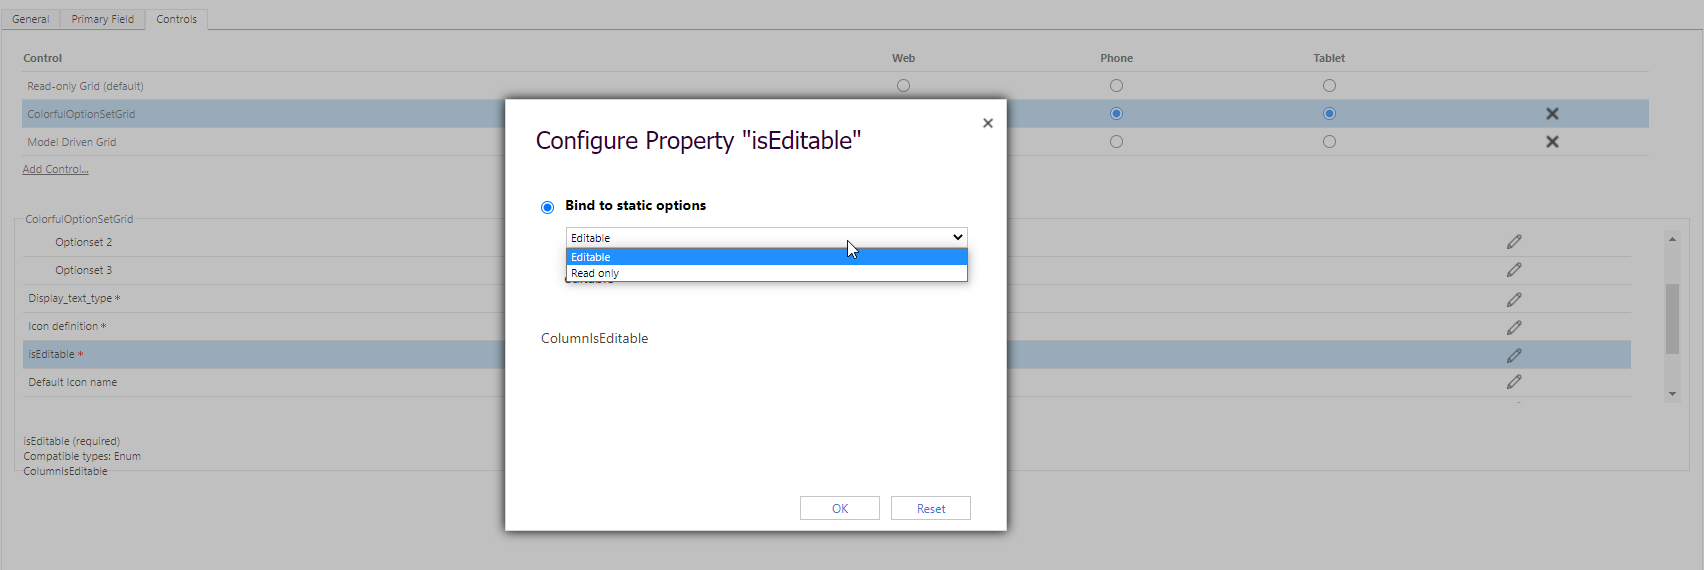 General Primary Field Controls
Control Web Phone Tablet
Read-only Grid (default)
ColorfulOptionSetGrid
Model Driven Grid
Add Control...
ColorfulOptionSetGrid
Optionset 2
Optionset 3
Display_text_type *
Icon definition *
isEditable *
Default Icon name
isEditable (required)
Compatible types: Enum
ColumnIsEditable
Configure Property "isEditable"
Bind to static options
Editable
Editable
Read only
ColumnIsEditable
OK Reset